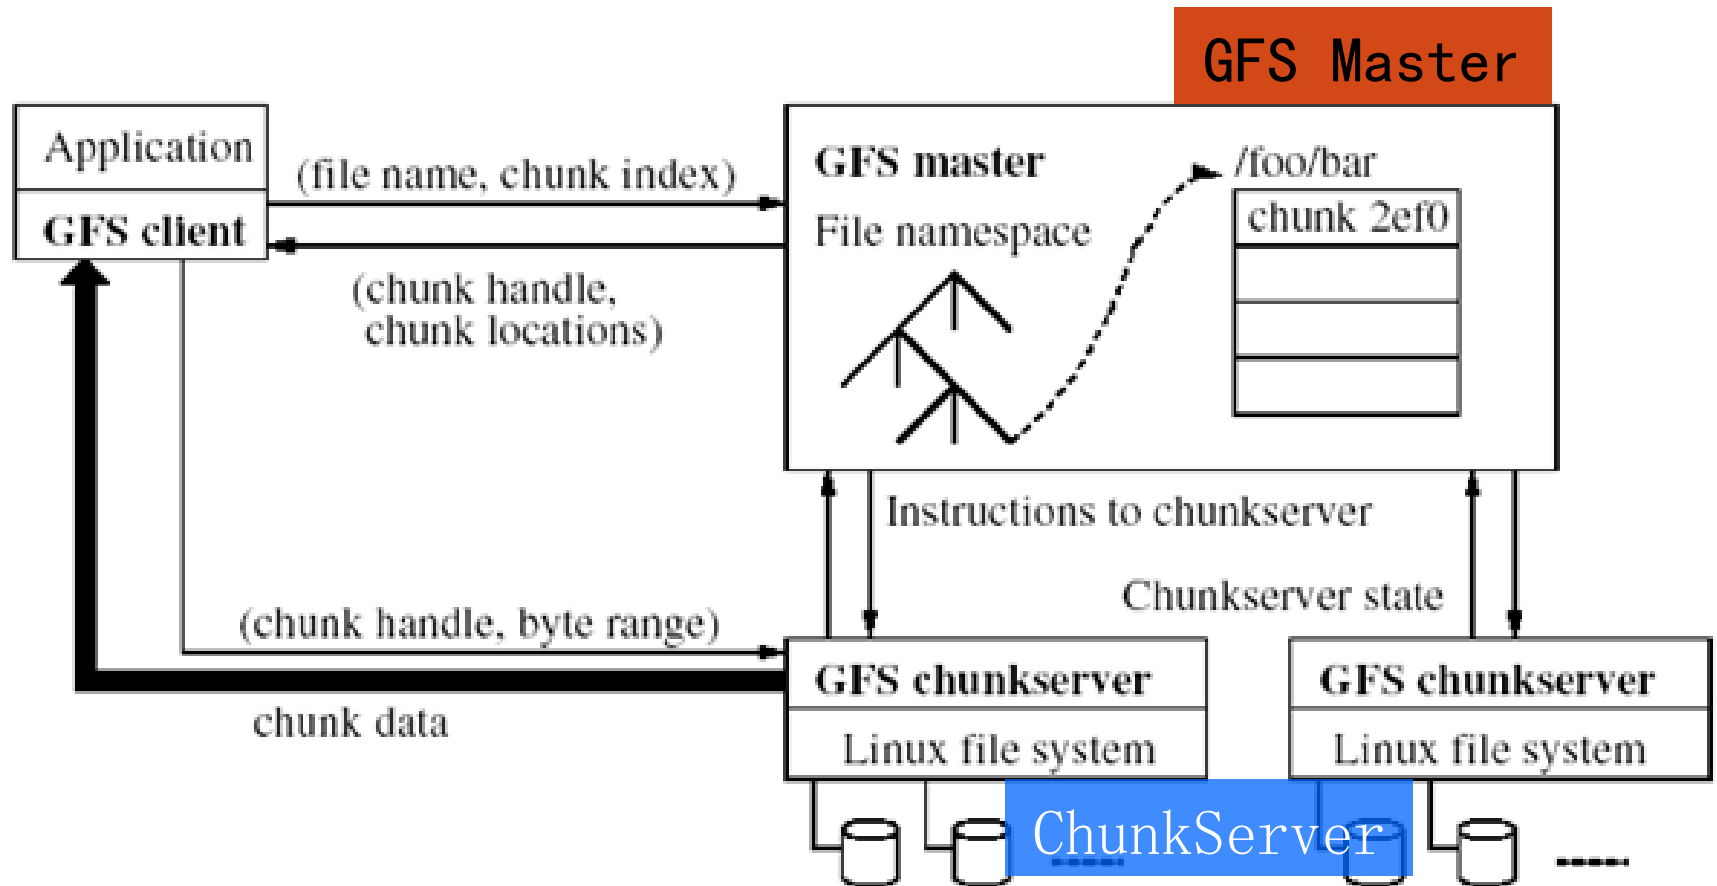 GFS Master
Application
GFS client
(file name, chunk index)
(chunk handle,
chunk locations)
GFS master
File namespace
/foo/bar
chunk 2ef0
Instructions to chunkserver
Chunkserver state
(chunk handle, byte range)
chunk data
GFS chunkserver
Linux file system
GFS chunkserver
Linux file system
ChunkServer